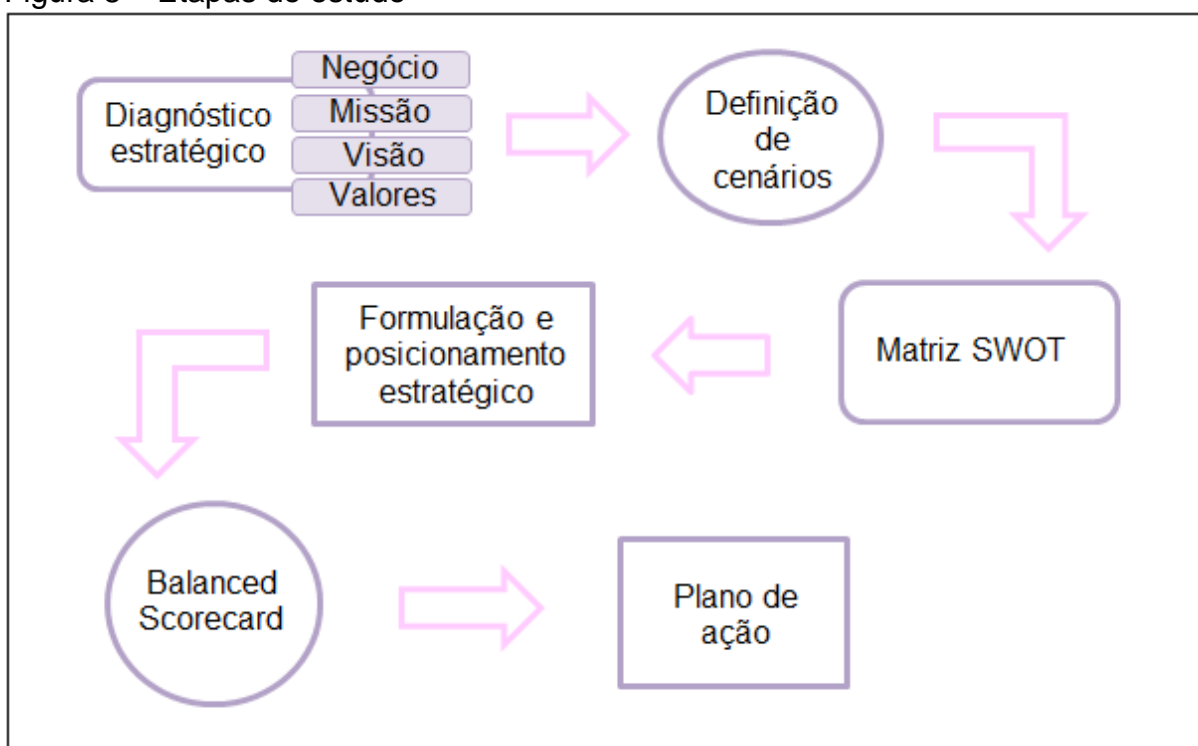 Diagnóstico
estratégico
Negócio
Missão
Visão
Valores
Definição
de
cenários
Matriz SWOT
Formulação e
posicionamento
estratégico
Balanced
Scorecard
Plano de
ação